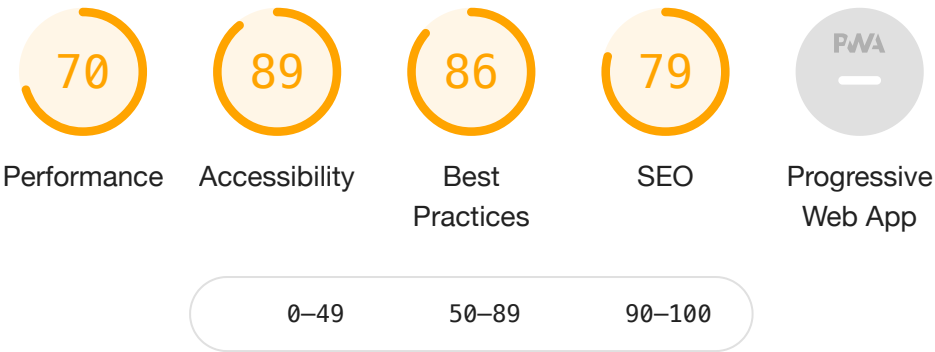 70 89 86 79 PWA
Performance Accessibility Best Practices SEO Progressive Web App
0–49 50–89 90–100